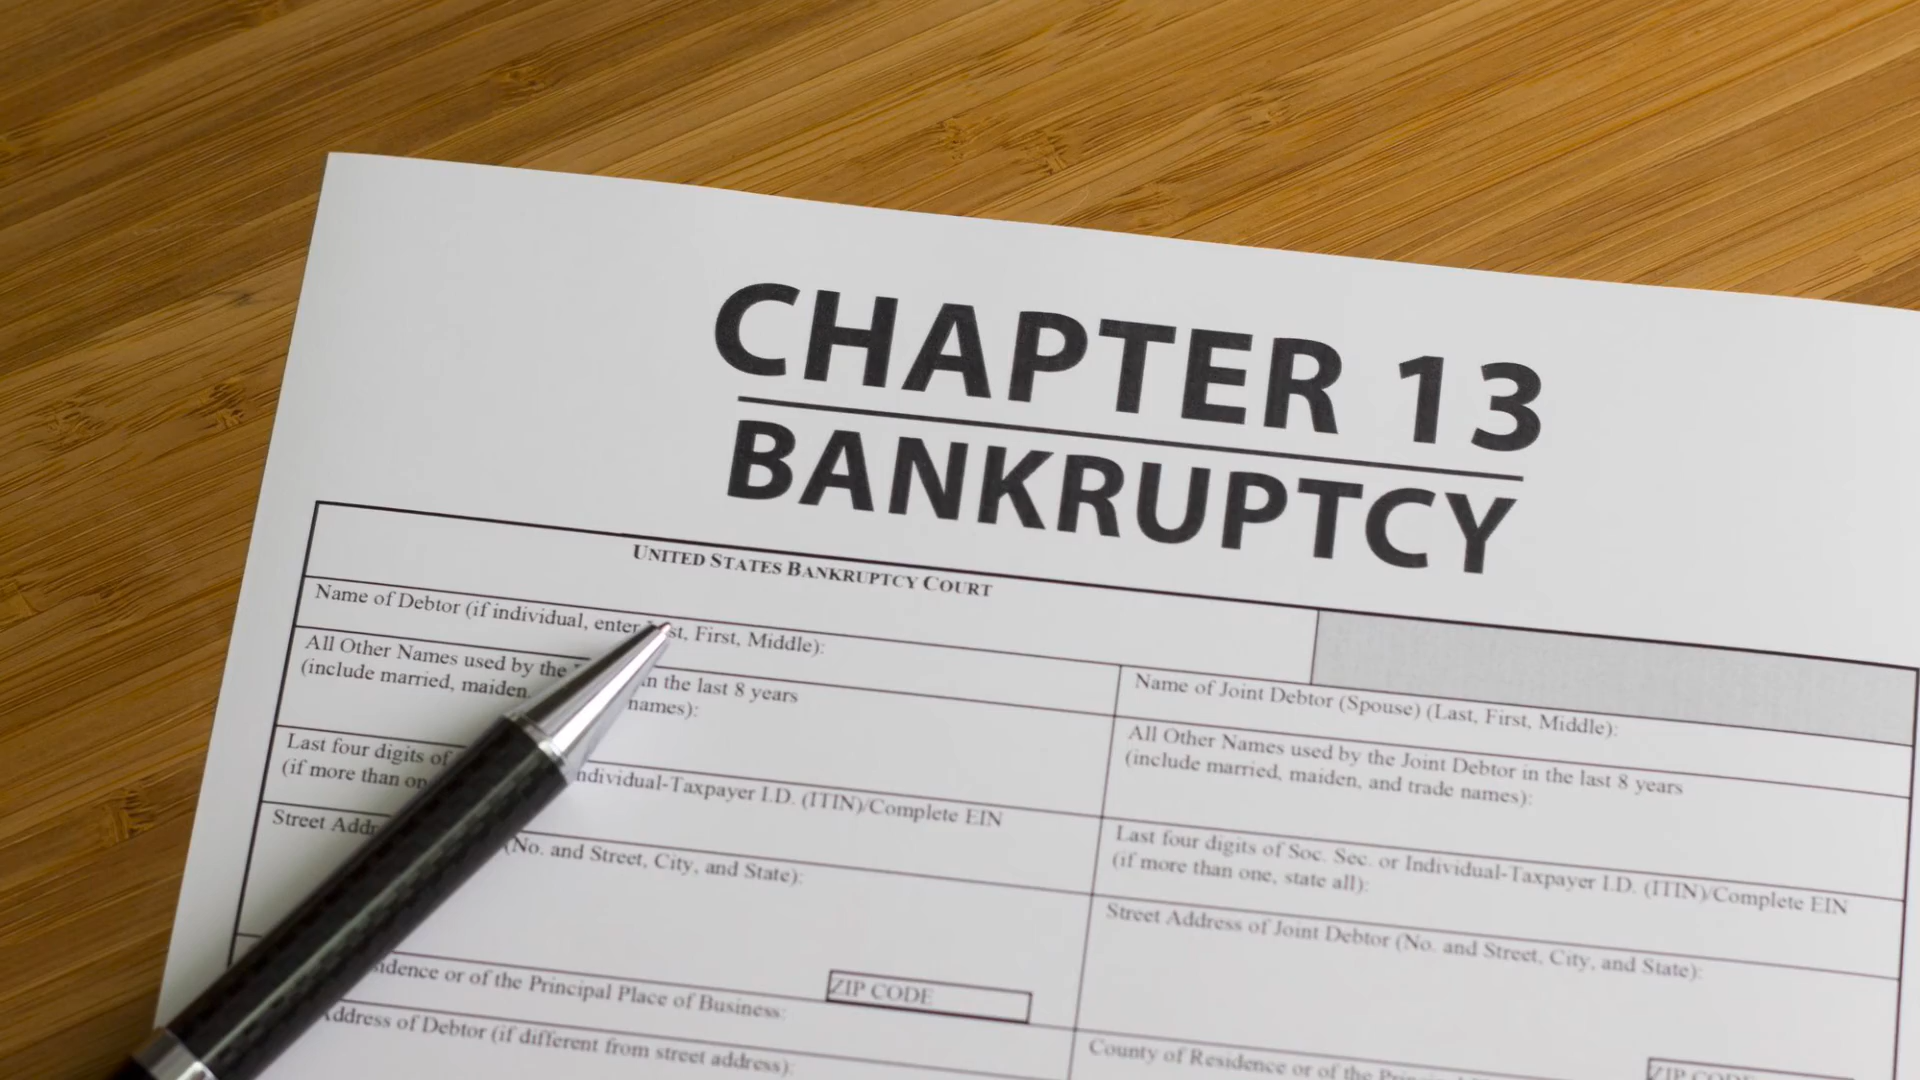 CHAPTER 13
BANKRUPTCY
UNITED STATES BANKRUPTCY COURT
Name of Debtor (if individual, enter First, Middle):
All Other Names used by the in the last 8 years
(include married, maiden, names):
Last four digits of Individual-Taxpayer I.D. (ITIN)/Complete EIN
(if more than
Street (No. and Street, City, and State):
ZIP CODE
or of the Principal Place of Business:
of Debtor (if different from street address):
Name of Joint Debtor (Spouse) (Last, First, Middle):
All Other Names used by the Joint Debtor in the last 8 years
(include married, maiden, and trade names):
Last four digits of Soc. Sec. or Individual-Taxpayer I.D. (ITIN)/Complete EIN
(if more than one, state all):
Street Address of Joint Debtor (No. and Street, City, and State):
County of Residence or of the
ZIP CODE